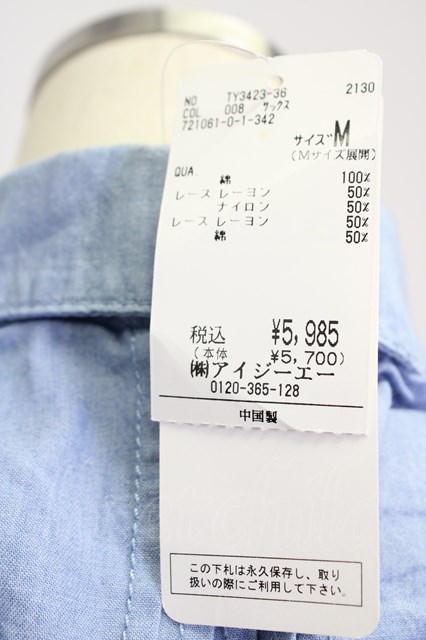 NO TY3423-36 2130
COL 008 サックス
721061-0-1-342
サイズ M
(Mサイズ展開)
QUA. 綿 100%
レース レーヨン 50%
ナイロン 50%
レース レーヨン 50%
綿 50%
税込 ¥5,985
(本体 ¥5,700)
㈱アイジーエー
0120-365-128
中国製
この下札は永久保存し、取り
扱いの際にご利用して下さい。